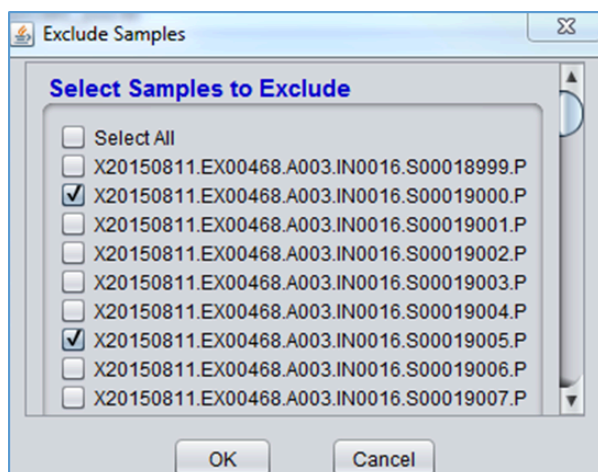 Exclude Samples
Select Samples to Exclude
Select All
X20150811.EX00468.A003.IN0016.S00018999.P
X20150811.EX00468.A003.IN0016.S00019000.P
X20150811.EX00468.A003.IN0016.S00019001.P
X20150811.EX00468.A003.IN0016.S00019002.P
X20150811.EX00468.A003.IN0016.S00019003.P
X20150811.EX00468.A003.IN0016.S00019004.P
X20150811.EX00468.A003.IN0016.S00019005.P
X20150811.EX00468.A003.IN0016.S00019006.P
X20150811.EX00468.A003.IN0016.S00019007.P
OK Cancel